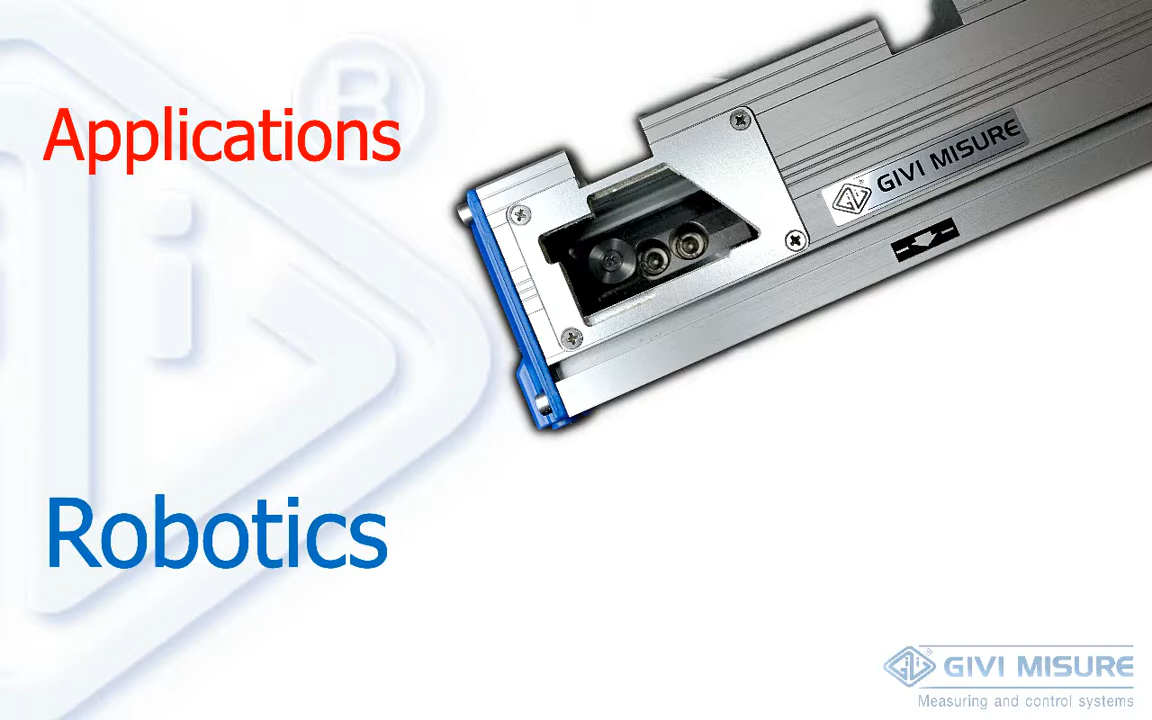 Applications
GIVI MISURE
Robotics
GIVI MISURE
Measuring and control systems